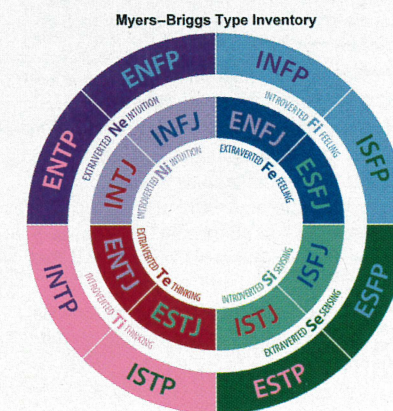 Myers–Briggs Type Inventory
ENFP
INFP
ENTP
ISFP
EXTRAVERTED Ne INTUITION
INTROVERTED Fi FEELING
INFJ
ENFJ
INTJ
ESFJ
INTROVERTED Ni INTUITION
EXTRAVERTED Fe FEELING
EXTRAVERTED Te THINKING
INTROVERTED Si SENSING
ENTJ
ISFJ
ESTJ
ISTJ
INTROVERTED Ti THINKING
EXTRAVERTED Se SENSING
INTP
ESFP
ISTP
ESTP